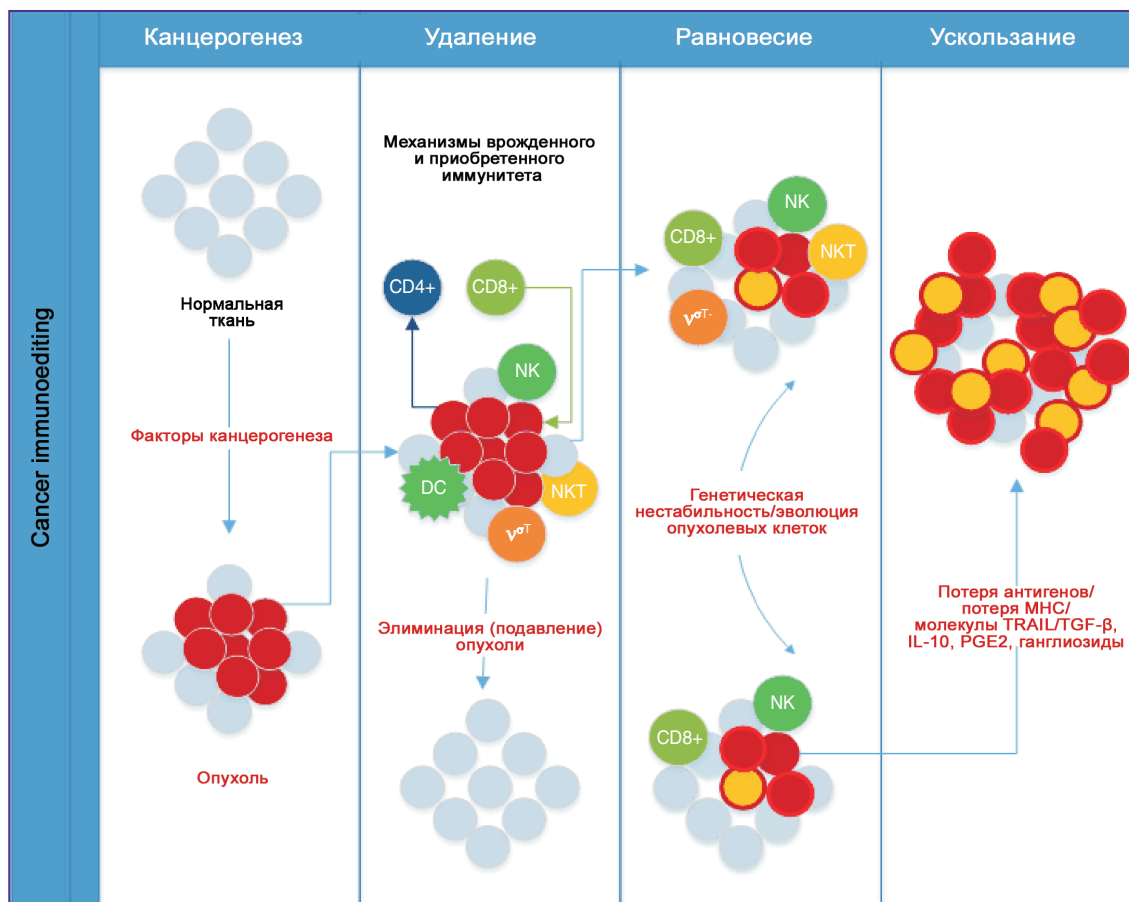 Cancer immunoediting
Канцерогенез
Удаление
Равновесие
Ускользание
Нормальная
ткань
Факторы канцерогенеза
Опухоль
Механизмы врожденного
и приобретенного
иммунитета
CD4+
CD8+
NK
DC
NKT
νσT
Элиминация (подавление)
опухоли
NK
CD8+
NKT
νσT-
Генетическая
нестабильность/эволюция
опухолевых клеток
NK
CD8+
Потеря антигенов/
потеря MHC/
молекулы TRAIL/TGF-β,
IL-10, PGE2, ганглиозиды